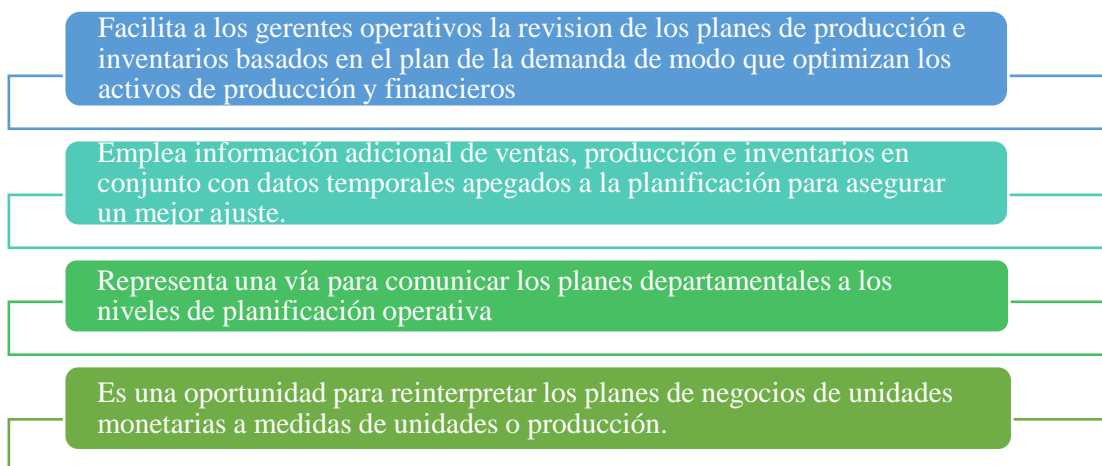 Facilita a los gerentes operativos la revision de los planes de producción e
inventarios basados en el plan de la demanda de modo que optimizan los
activos de producción y financieros
Emplea información adicional de ventas, producción e inventarios en
conjunto con datos temporales apegados a la planificación para asegurar
un mejor ajuste.
Representa una vía para comunicar los planes departamentales a los
niveles de planificación operativa
Es una oportunidad para reinterpretar los planes de negocios de unidades
monetarias a medidas de unidades o producción.